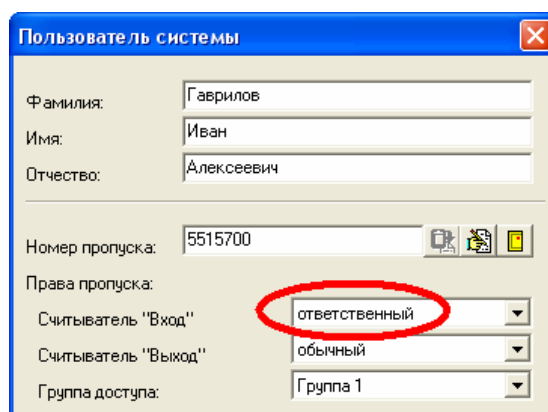 Пользователь системы
Фамилия: Гаврилов
Имя: Иван
Отчество: Алексеевич
Номер пропуска: 5515700
Права пропуска:
Считыватель "Вход" ответственный
Считыватель "Выход" обычный
Группа доступа: Группа 1